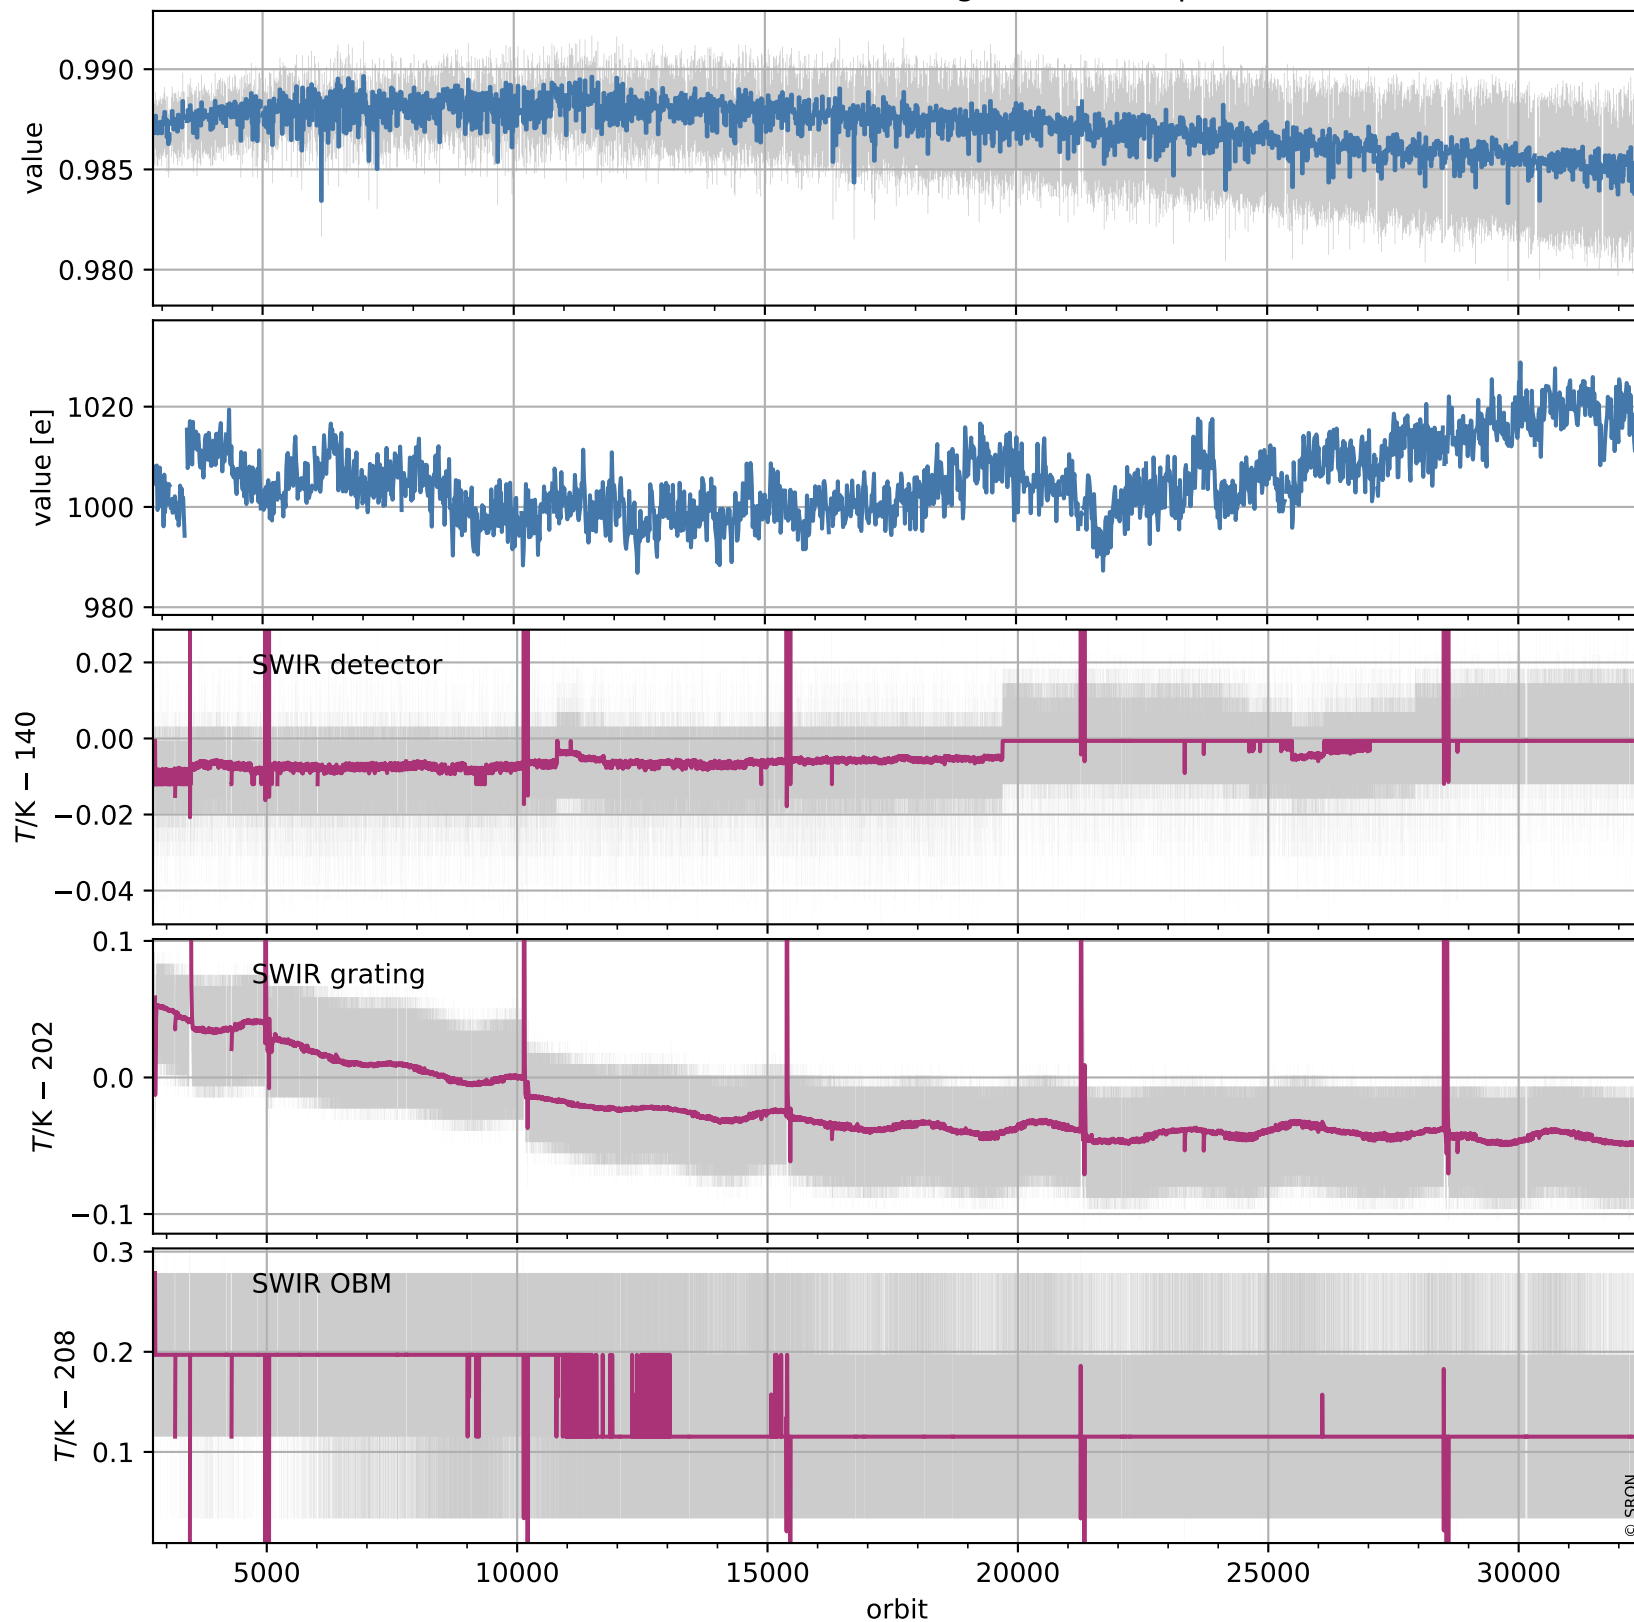 0.990
0.985
0.980
value
1020
1000
980
value [e]
SWIR detector
0.02
0.00
−0.02
−0.04
T/K − 140
SWIR grating
0.1
0.0
−0.1
T/K − 202
SWIR OBM
0.3
0.2
0.1
T/K − 208
© SRON
5000 10000 15000 20000 25000 30000
orbit